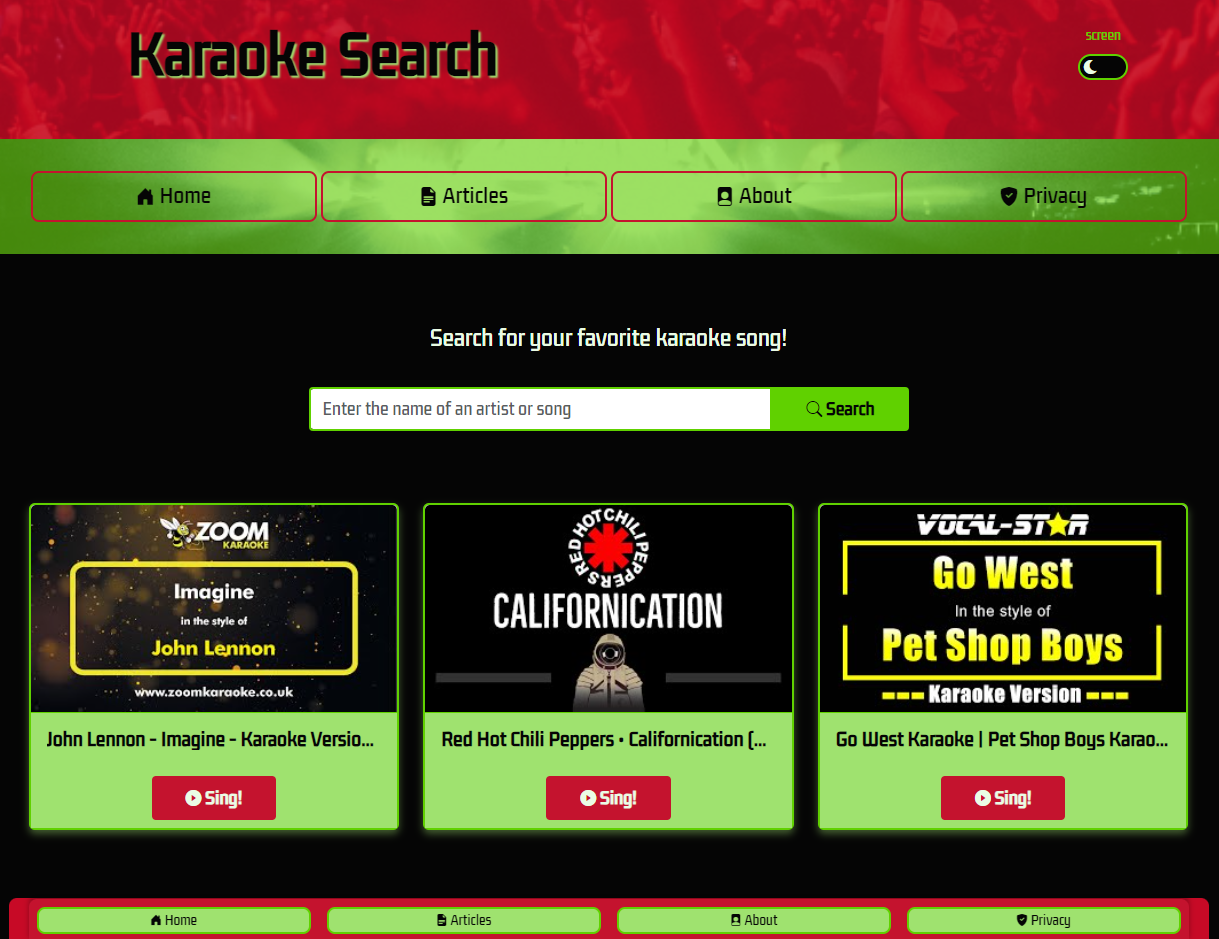 Karaoke Search
screen
Home
Articles
About
Privacy
Search for your favorite karaoke song!
Enter the name of an artist or song
Search
ZOOM
KARAOKE
Imagine
in the style of
John Lennon
www.zoomkaraoke.co.uk
RED HOT CHILI PEPPERS
CALIFORNICATION
VOCAL-STAR
Go West
In the style of
Pet Shop Boys
Karaoke Version
John Lennon - Imagine - Karaoke Versio...
Red Hot Chili Peppers • Californication (...
Go West Karaoke | Pet Shop Boys Karao...
Sing!
Sing!
Sing!
Home
Articles
About
Privacy